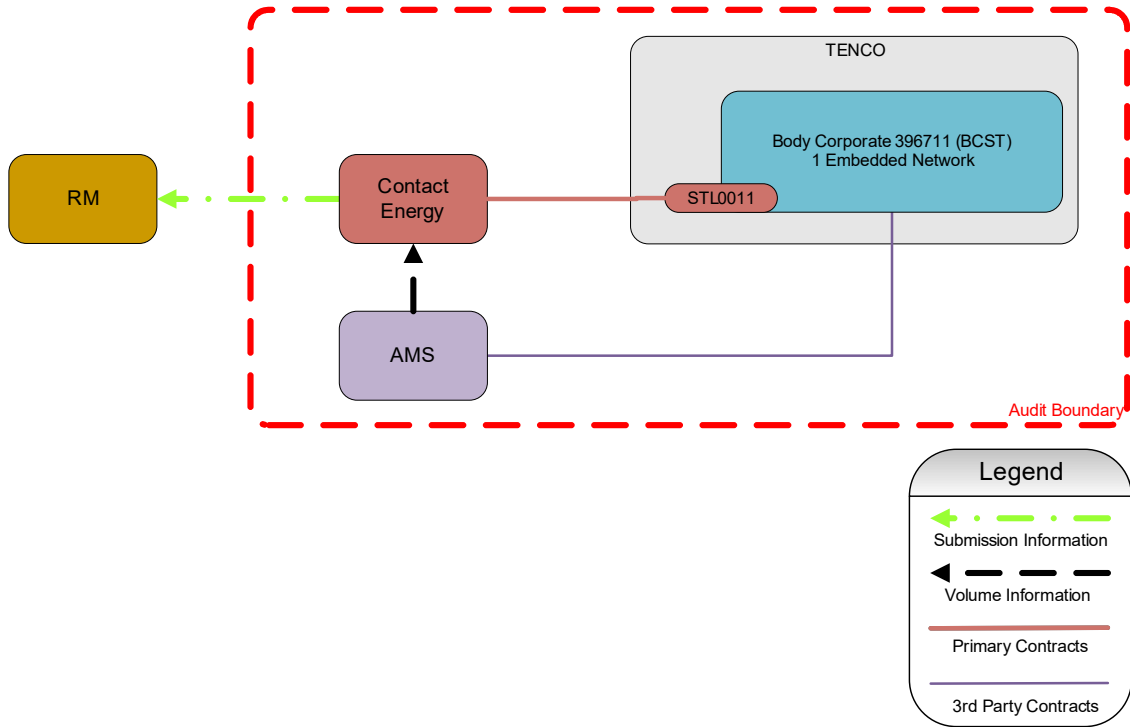 TENCO
Body Corporate 396711 (BCST)
1 Embedded Network
RM
Contact
Energy
STL0011
AMS
Audit Boundary
Legend
Submission Information
Volume Information
Primary Contracts
3rd Party Contracts